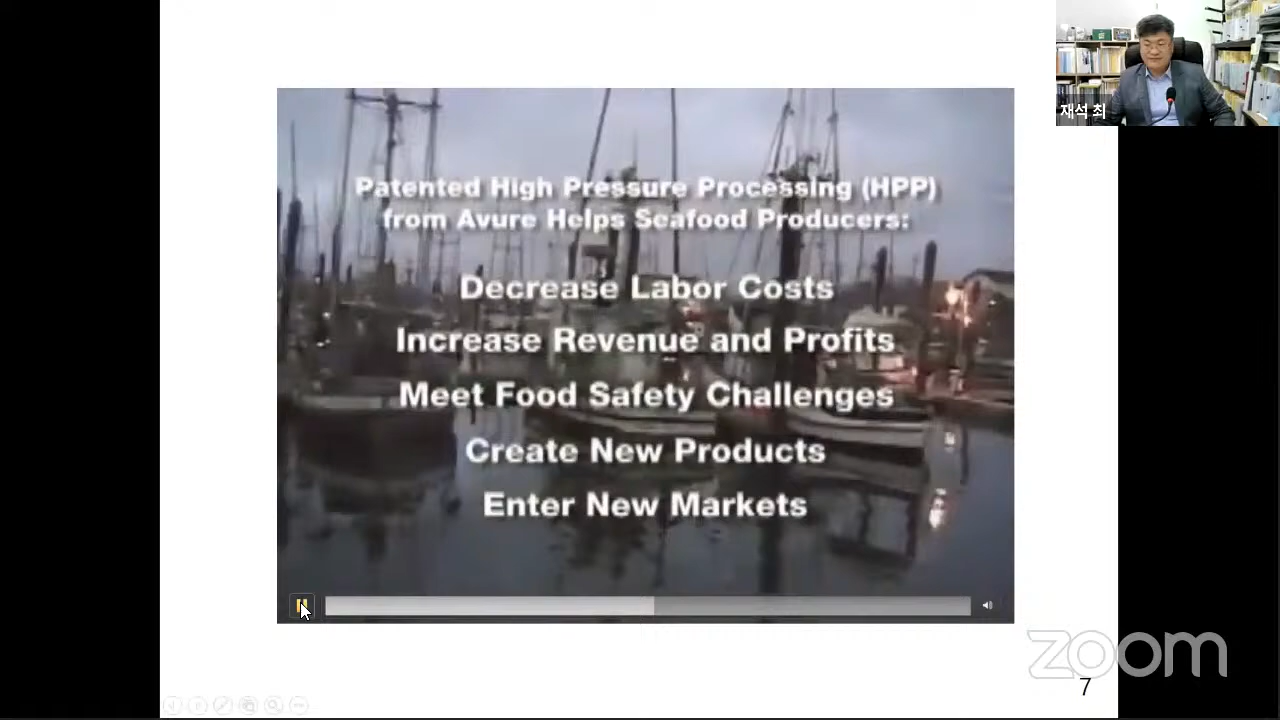 재석 최
Patented High Pressure Processing (HPP)
from Avure Helps Seafood Producers:
Decrease Labor Costs
Increase Revenue and Profits
Meet Food Safety Challenges
Create New Products
Enter New Markets
zoom
7